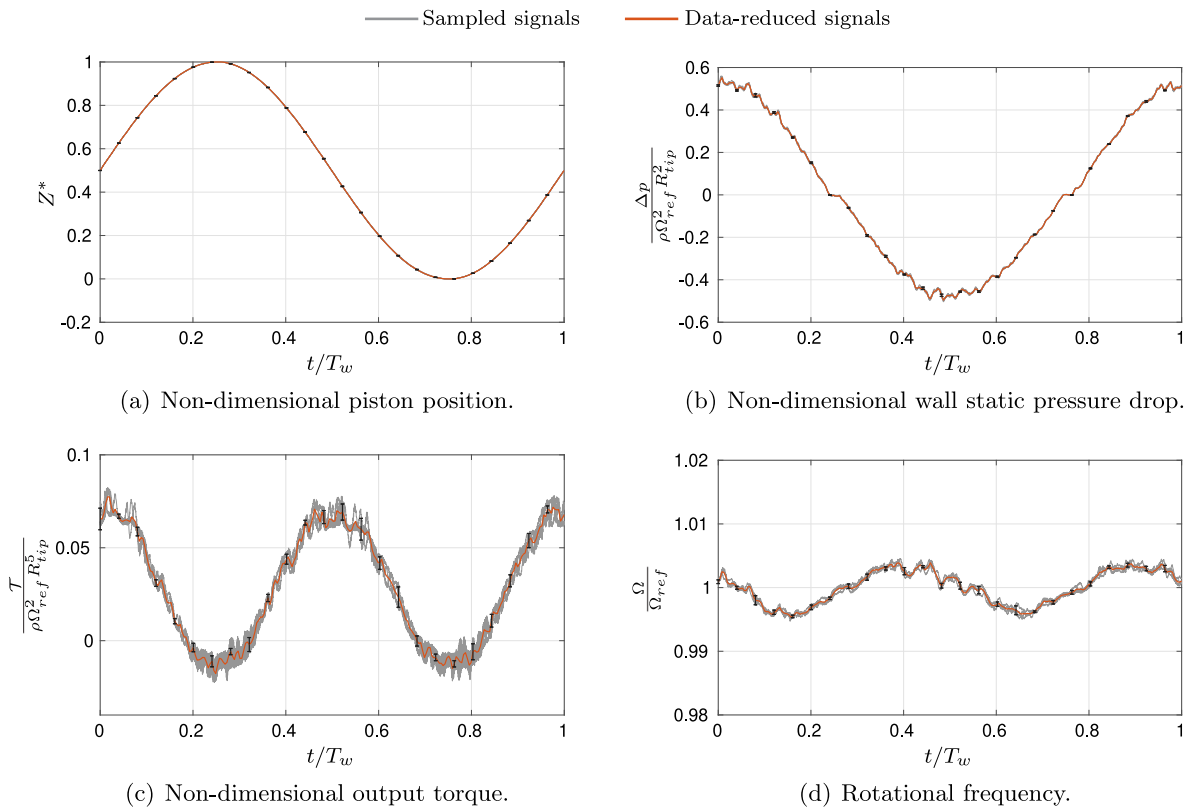 Sampled signals
Data-reduced signals
1
0.8
0.6
0.4
0.2
0
-0.2
Z*
0 0.2 0.4 0.6 0.8 1
t/T_w
(a) Non-dimensional piston position.
0.6
0.4
0.2
0
-0.2
-0.4
-0.6
Δp
ρΩ²_ref R²_tip
0 0.2 0.4 0.6 0.8 1
t/T_w
(b) Non-dimensional wall static pressure drop.
0.1
0.05
0
𝒯
ρΩ²_ref R⁵_tip
0 0.2 0.4 0.6 0.8 1
t/T_w
(c) Non-dimensional output torque.
1.02
1.01
1
0.99
0.98
Ω
Ω_ref
0 0.2 0.4 0.6 0.8 1
t/T_w
(d) Rotational frequency.